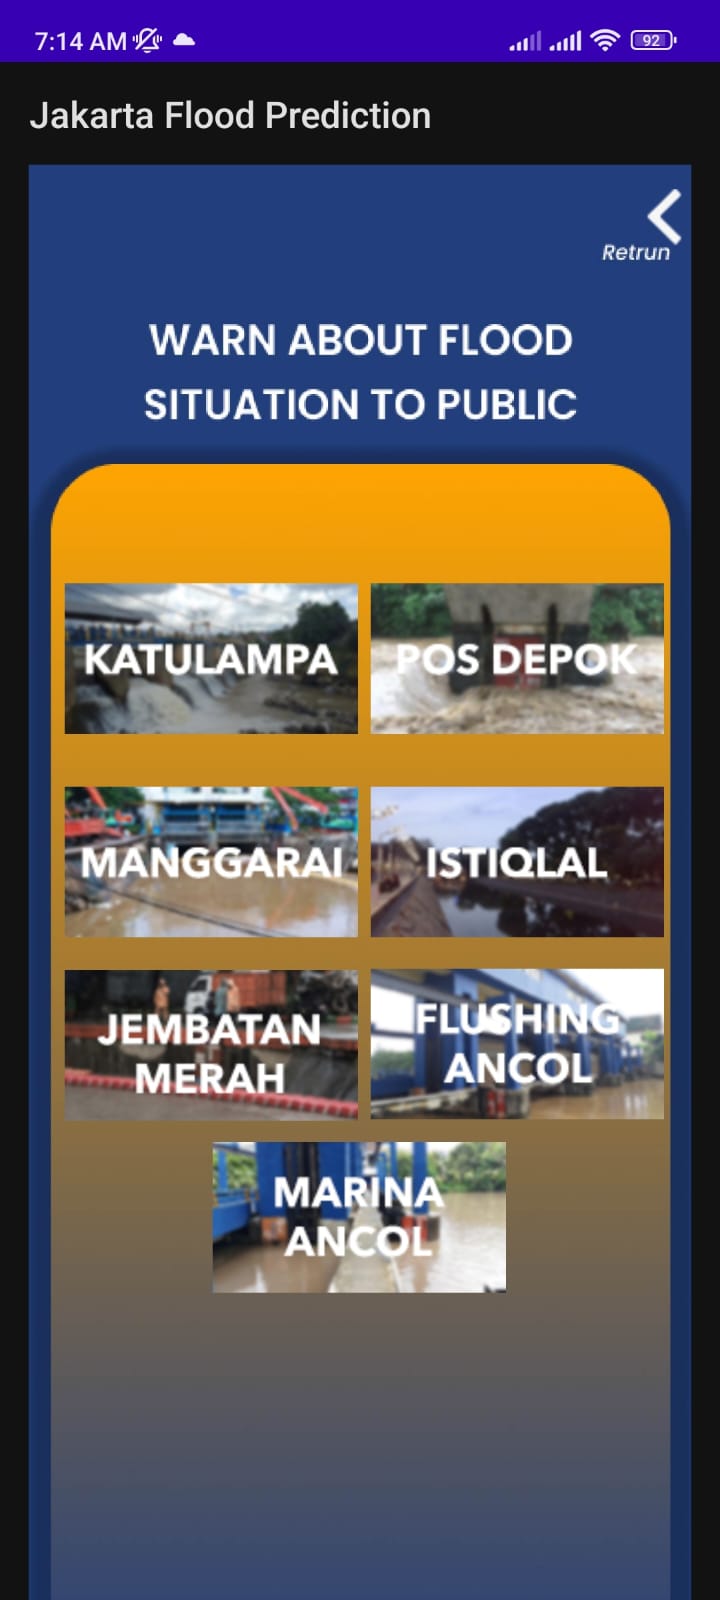 7:14 AM
92
Jakarta Flood Prediction
Retrun
WARN ABOUT FLOOD
SITUATION TO PUBLIC
KATULAMPA
POS DEPOK
MANGGARAI
ISTIQLAL
JEMBATAN
MERAH
FLUSHING
ANCOL
MARINA
ANCOL